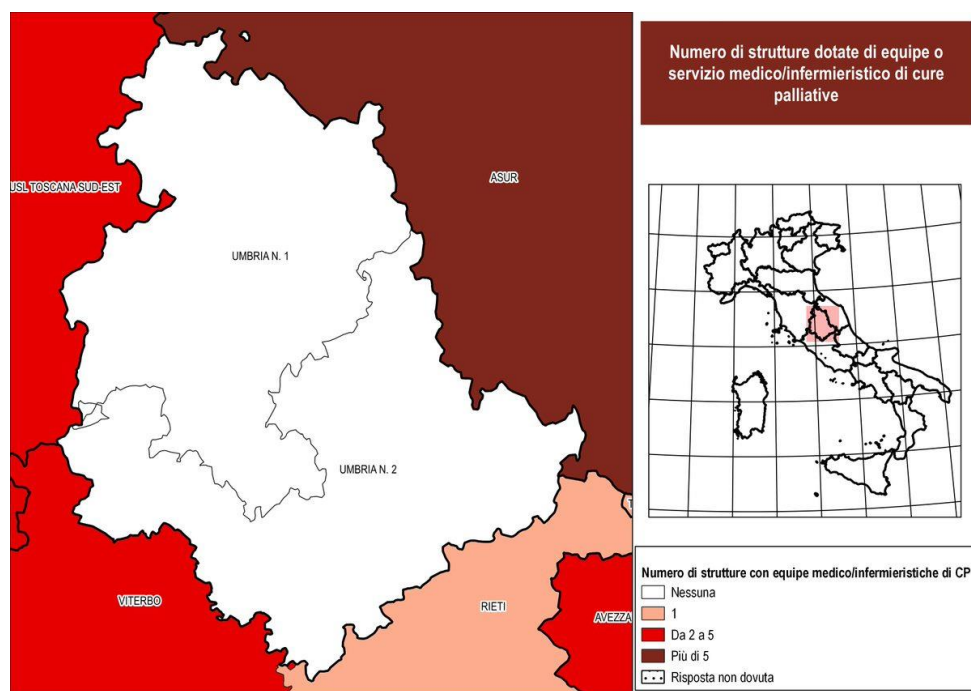 Numero di strutture dotate di equipe o
servizio medico/infermieristico di cure
palliative
USL TOSCANA SUD-EST
ASUR
UMBRIA N. 1
UMBRIA N. 2
VITERBO
RIETI
AVEZZA
T
Numero di strutture con equipe medico/infermieristiche di CP
Nessuna
1
Da 2 a 5
Più di 5
Risposta non dovuta